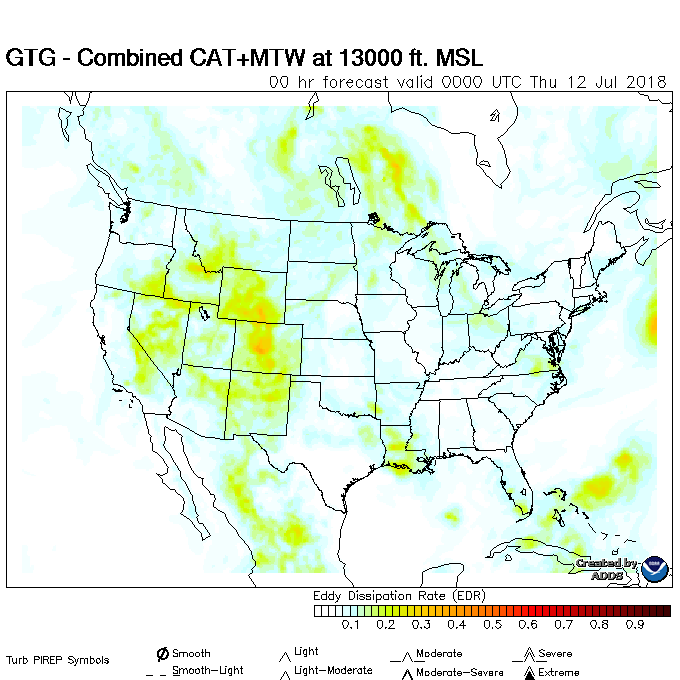 GTG - Combined CAT+MTW at 13000 ft. MSL
00 hr forecast valid 0000 UTC Thu 12 Jul 2018
Created by
ADDS
Eddy Dissipation Rate (EDR)
0.1 0.2 0.3 0.4 0.5 0.6 0.7 0.8 0.9
Turb PIREP Symbols
Smooth Light Moderate Severe
Smooth-Light Light-Moderate Moderate-Severe Extreme